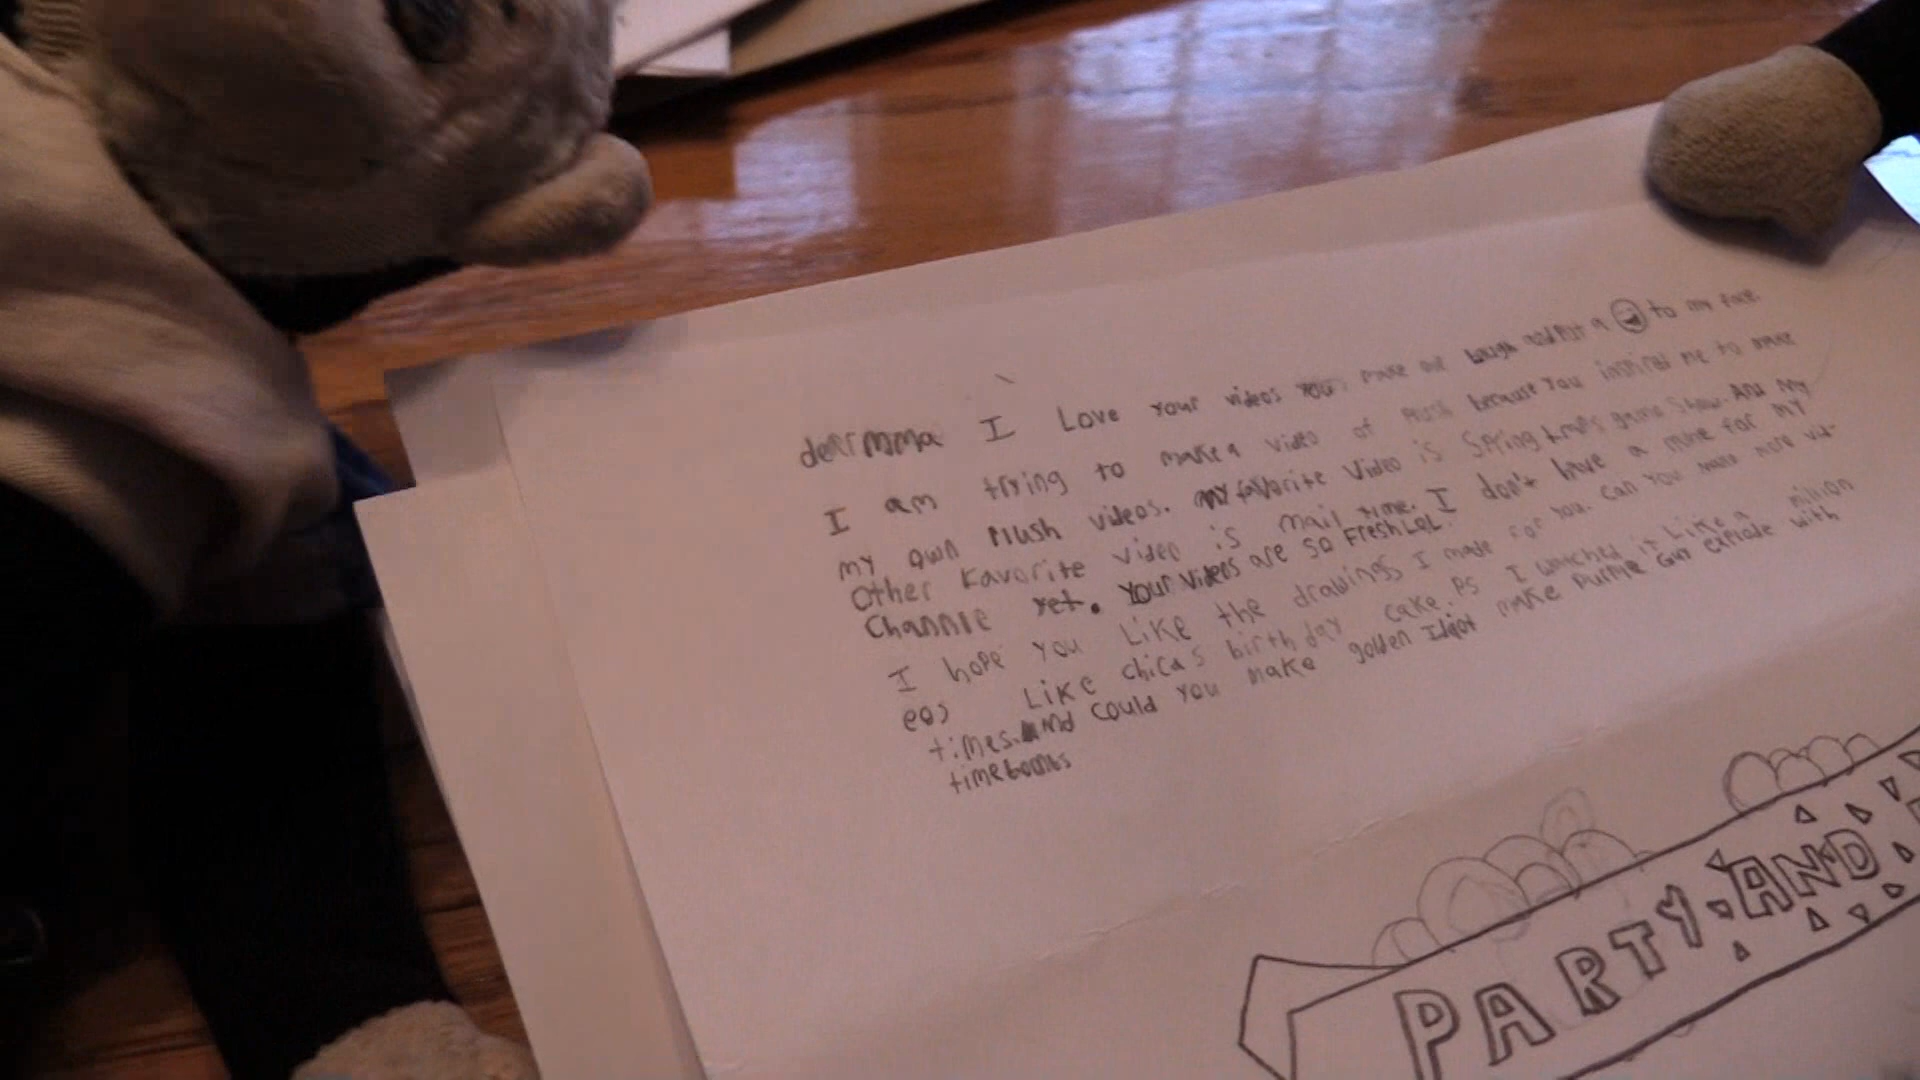 dear mma I Love Your videos You make me laugh and Put a to my face.
I am trying to make a video of Plush because You inspired me to make
my own Plush videos. my favorite Video is Spring traps game Show. And My
Other Favorite video is mail time. I don't have a name for my
Channle yet. Your Videos are so FreshLOL.
I hope you Like the drawings I made for You. Can You make more vid-
eos Like chica's birthday cake. PS I watched it Like a million
times. And Could You make golden Idiot make Purple Guy explode with
timebombs
PARTY AND